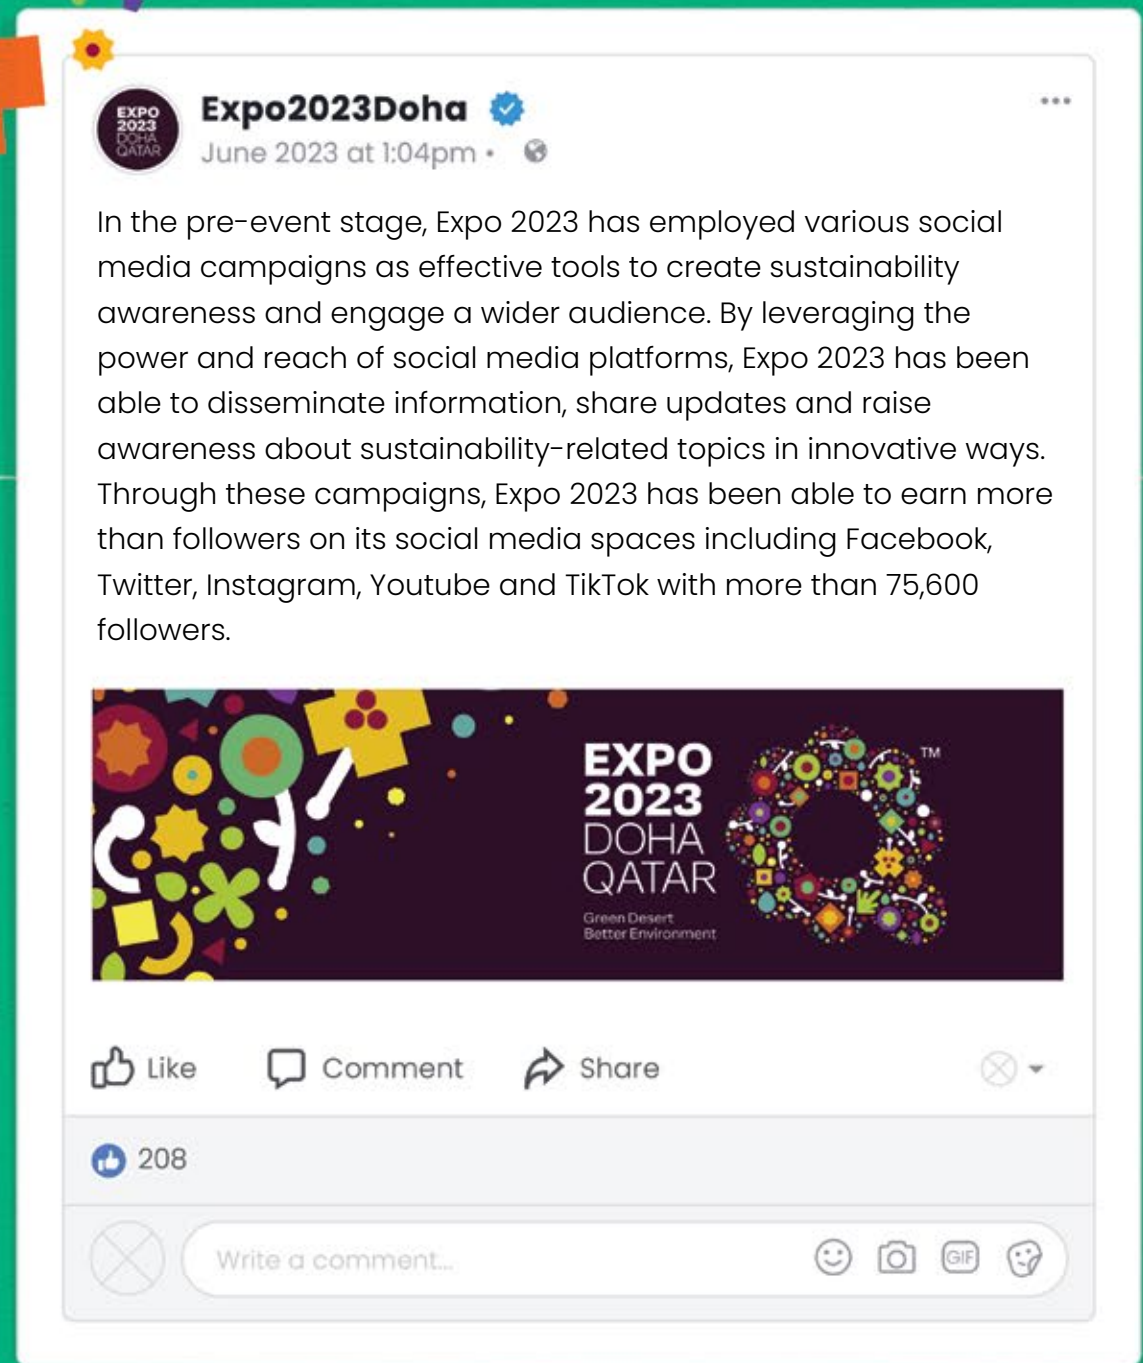 EXPO
2023
DOHA
QATAR
Expo2023Doha
June 2023 at 1:04pm •
In the pre-event stage, Expo 2023 has employed various social
media campaigns as effective tools to create sustainability
awareness and engage a wider audience. By leveraging the
power and reach of social media platforms, Expo 2023 has been
able to disseminate information, share updates and raise
awareness about sustainability-related topics in innovative ways.
Through these campaigns, Expo 2023 has been able to earn more
than followers on its social media spaces including Facebook,
Twitter, Instagram, Youtube and TikTok with more than 75,600
followers.
EXPO
2023
DOHA
QATAR
Green Desert
Better Environment
TM
Like Comment Share
208
Write a comment...
GIF